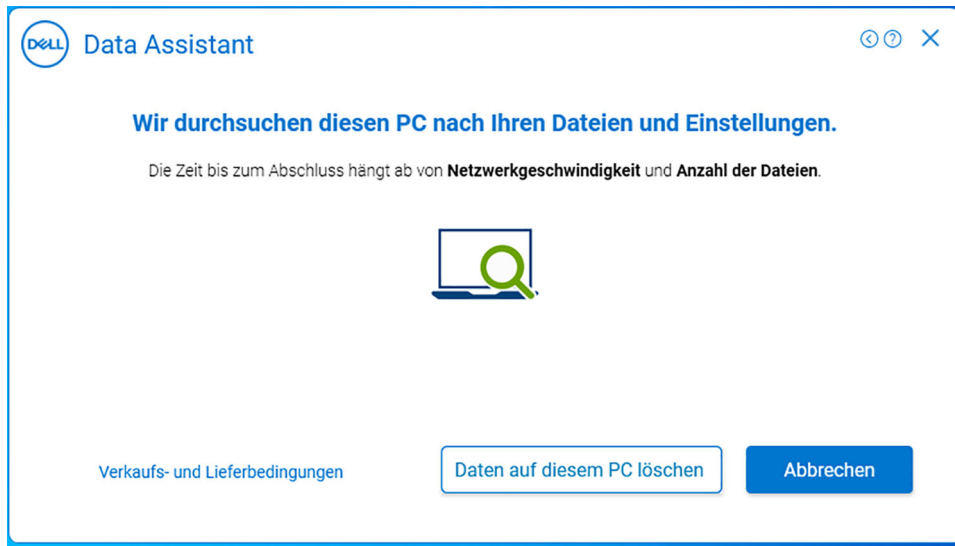 DELL
Data Assistant
Wir durchsuchen diesen PC nach Ihren Dateien und Einstellungen.
Die Zeit bis zum Abschluss hängt ab von Netzwerkgeschwindigkeit und Anzahl der Dateien.
Verkaufs- und Lieferbedingungen
Daten auf diesem PC löschen
Abbrechen